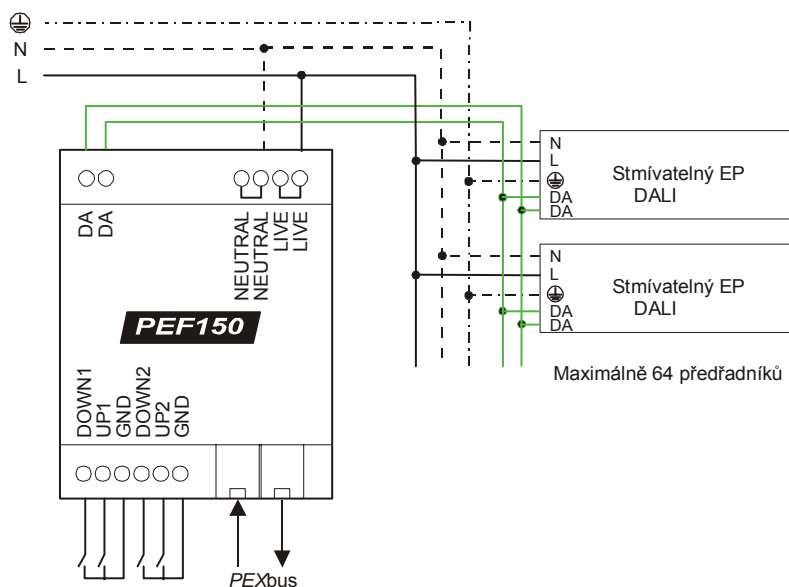 N
L
DA
DA
NEUTRAL
NEUTRAL
LIVE
LIVE
PEF150
DOWN1
UP1
GND
DOWN2
UP2
GND
PEXbus
N
L
DA
DA
Stmívatelný EP
DALI
N
L
DA
DA
Stmívatelný EP
DALI
Maximálně 64 předřadníků